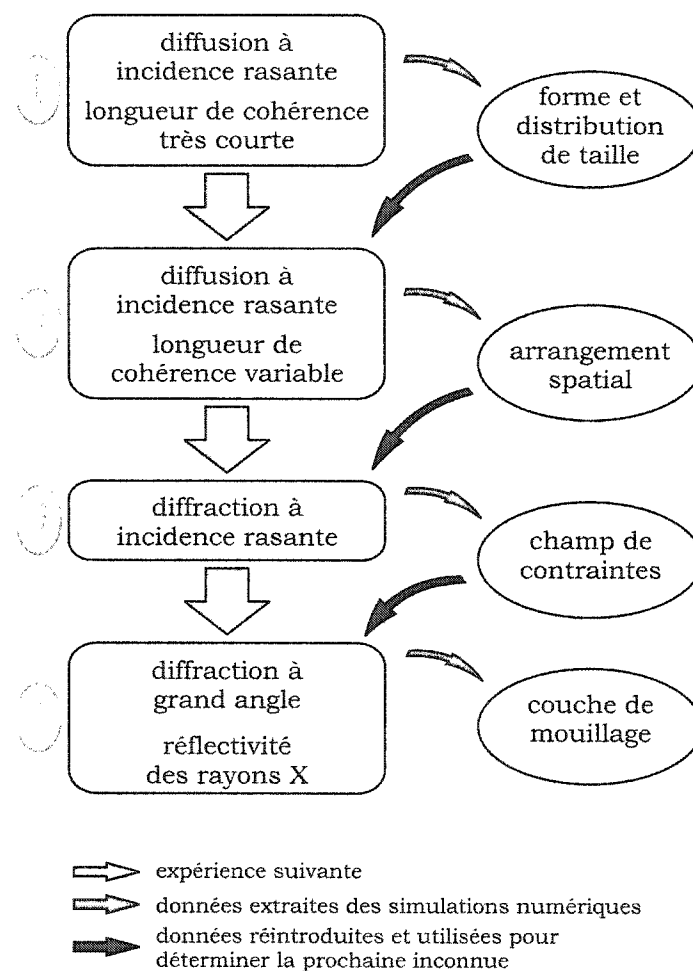 diffusion à
incidence rasante
longueur de cohérence
très courte
forme et
distribution
de taille
diffusion à
incidence rasante
longueur de
cohérence variable
arrangement
spatial
diffraction à
incidence rasante
champ de
contraintes
diffraction à
grand angle
réflectivité
des rayons X
couche de
mouillage
expérience suivante
données extraites des simulations numériques
données réintroduites et utilisées pour
déterminer la prochaine inconnue